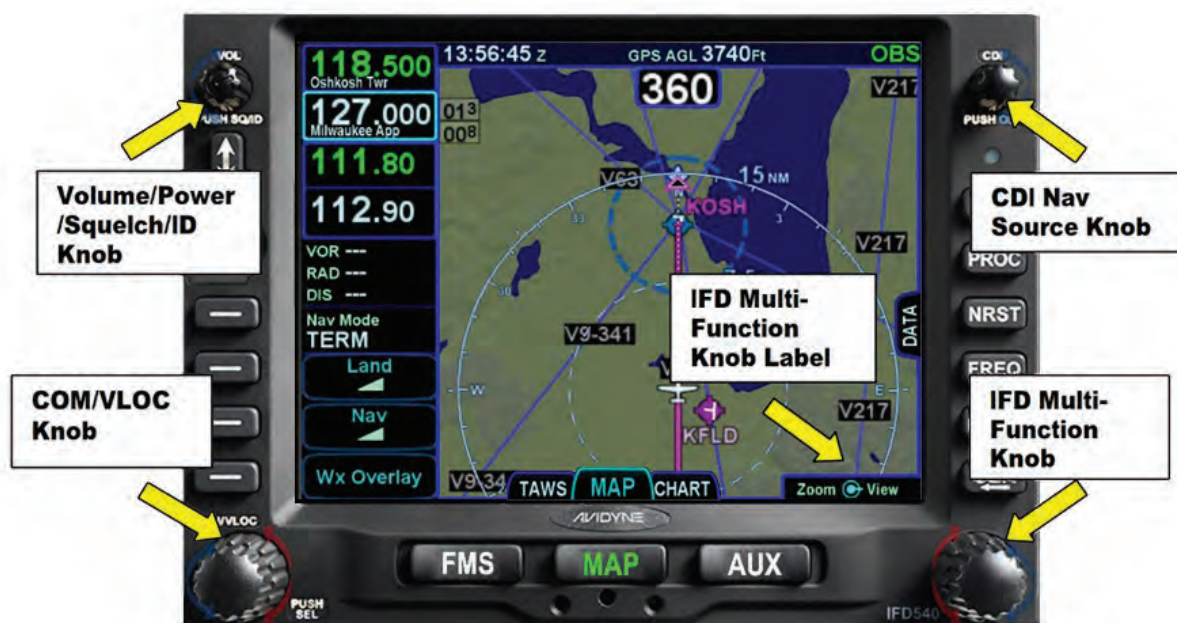 VOL
CDI
118.500
Oshkosh Twr
127.000
Milwaukee App
111.80
112.90
VOR ---
RAD ---
DIS ---
Nav Mode
TERM
Land
Nav
Wx Overlay
13:56:45 Z
GPS AGL 3740Ft
OBS
013
008
360
V217
V63
15 NM
KOSH
33
3
30
V217
V9-341
W
E
KFLD
V217
V9-34
DATA
TAWS
MAP
CHART
Zoom
View
PUSH SQ/ID
Volume/Power
/Squelch/ID
Knob
COM/VLOC
Knob
PUSH
SEL
CDI Nav
Source Knob
PROC
NRST
FREQ
IFD Multi-
Function
Knob Label
IFD Multi-
Function
Knob
AVIDYNE
FMS
MAP
AUX
IFD540